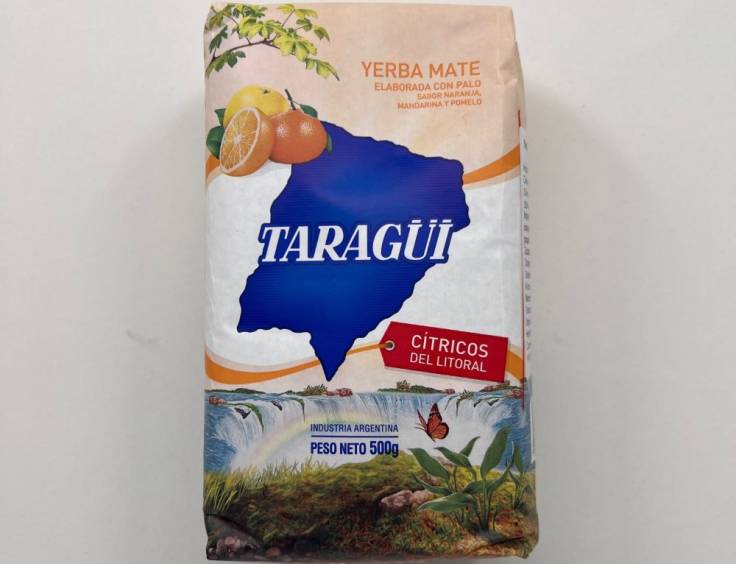 YERBA MATE
ELABORADA CON PALO
SABOR NARANJA,
MANDARINA Y POMELO
TARAGÜI
CÍTRICOS
DEL LITORAL
INDUSTRIA ARGENTINA
PESO NETO 500g